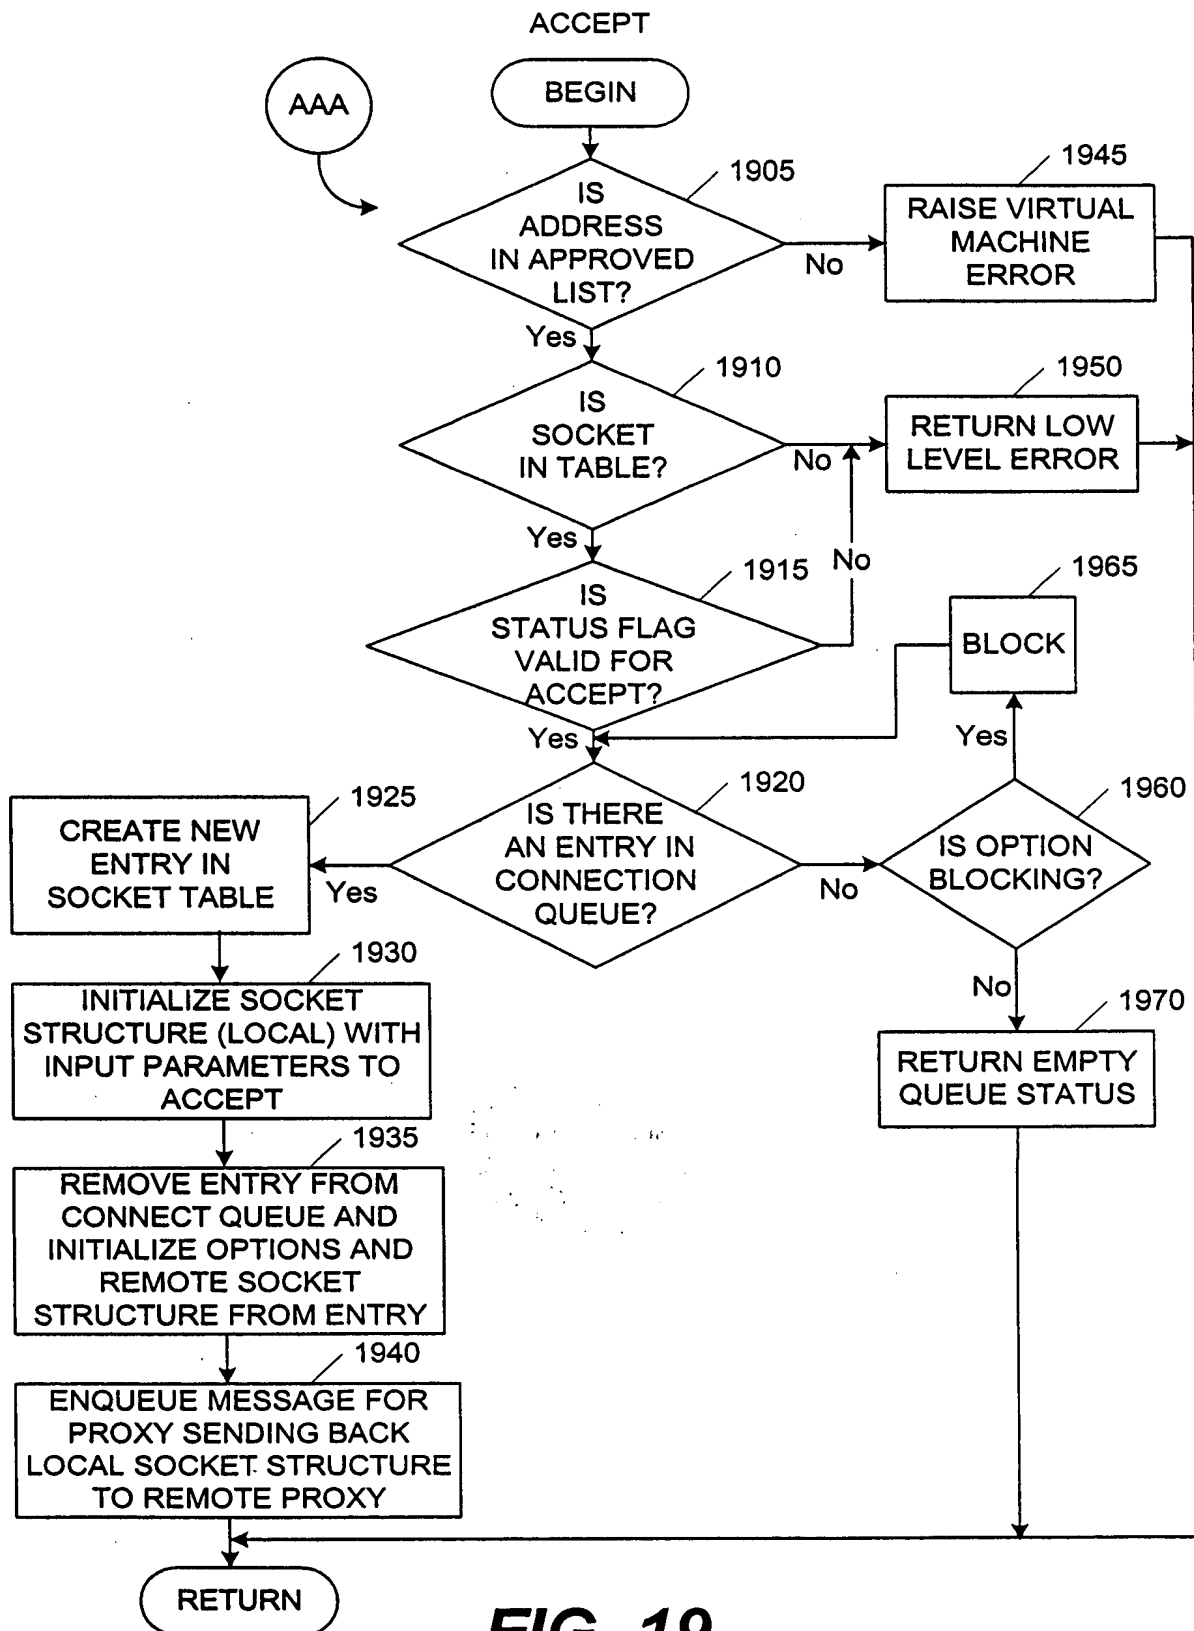 ACCEPT
AAA
BEGIN
1905
IS
ADDRESS
IN APPROVED
LIST?
No
1945
RAISE VIRTUAL
MACHINE
ERROR
Yes
1910
IS
SOCKET
IN TABLE?
No
1950
RETURN LOW
LEVEL ERROR
Yes
1915
IS
STATUS FLAG
VALID FOR
ACCEPT?
No
1965
BLOCK
Yes
Yes
1920
IS THERE
AN ENTRY IN
CONNECTION
QUEUE?
No
1960
IS OPTION
BLOCKING?
Yes
1925
CREATE NEW
ENTRY IN
SOCKET TABLE
No
1970
RETURN EMPTY
QUEUE STATUS
1930
INITIALIZE SOCKET
STRUCTURE (LOCAL) WITH
INPUT PARAMETERS TO
ACCEPT
1935
REMOVE ENTRY FROM
CONNECT QUEUE AND
INITIALIZE OPTIONS AND
REMOTE SOCKET
STRUCTURE FROM ENTRY
1940
ENQUEUE MESSAGE FOR
PROXY SENDING BACK
LOCAL SOCKET STRUCTURE
TO REMOTE PROXY
RETURN
FIG. 19